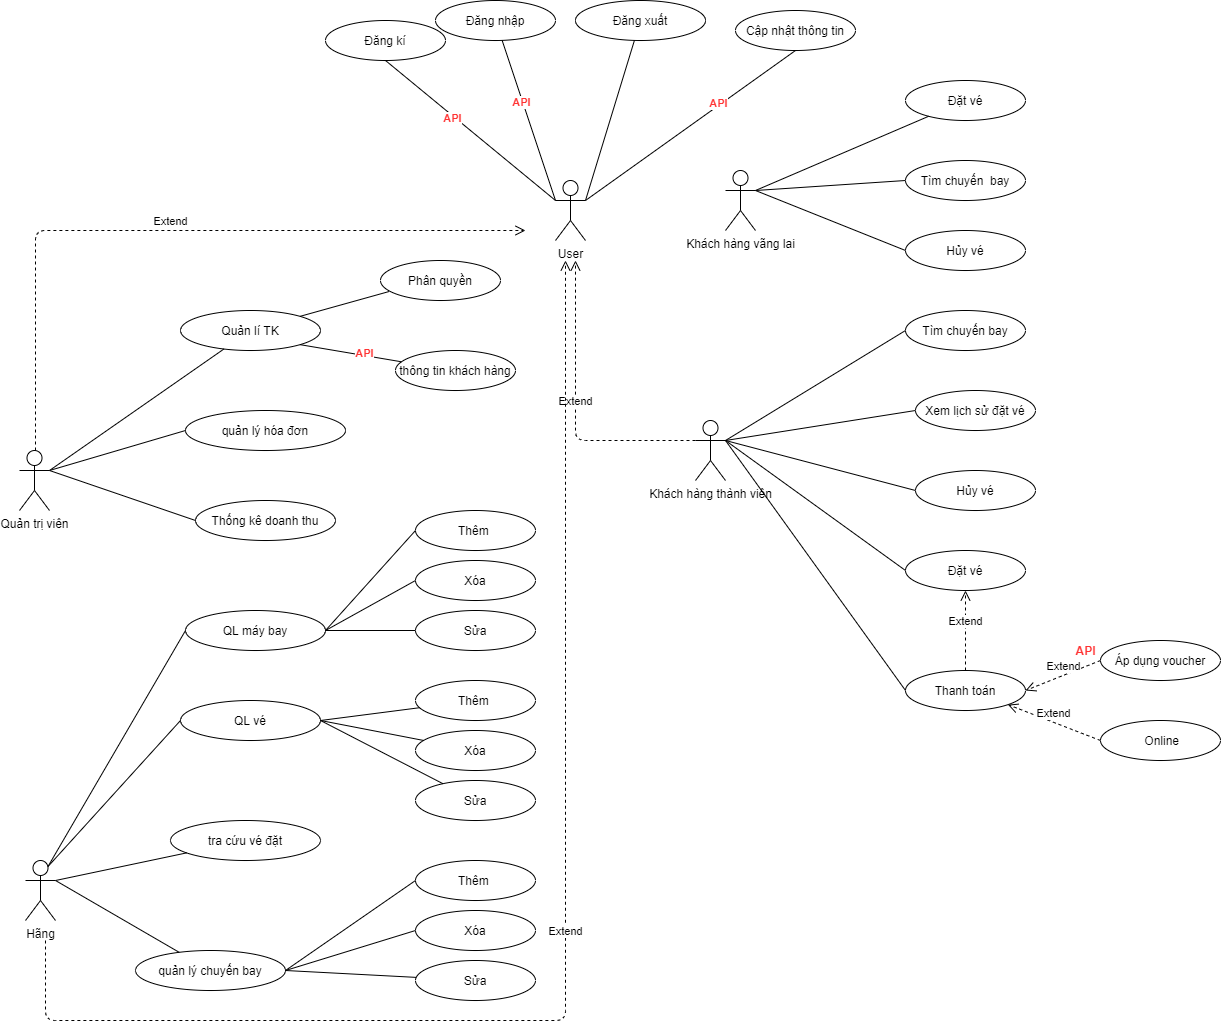 Đăng nhập
Đăng xuất
Cập nhật thông tin
Đăng kí
API
API
API
Đặt vé
Tìm chuyến  bay
Khách hàng vãng lai
Hủy vé
Extend
User
Phân quyền
Quản lí TK
API
thông tin khách hàng
Tìm chuyến bay
Extend
Xem lịch sử đặt vé
quản lý hóa đơn
Hủy vé
Khách hàng thành viên
Quản trị viên
Thống kê doanh thu
Thêm
Đặt vé
Xóa
QL máy bay
Sửa
Extend
API
Áp dụng voucher
Extend
Thanh toán
Thêm
QL vé
Extend
Online
Xóa
Sửa
tra cứu vé đặt
Thêm
Hãng
Xóa
Extend
quản lý chuyến bay
Sửa